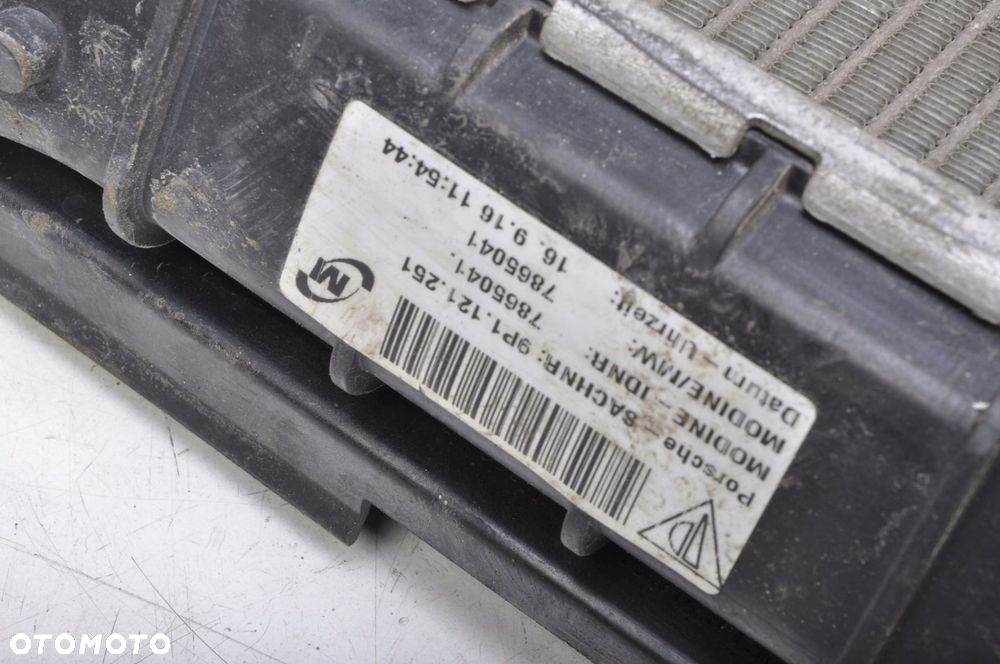 Porsche - SACHNR: 9P1.121.251
MODINE - IDNR: 7865041.
MODINE/MW: 7865041
Datum - Uhrzeit: 16. 9.16 11:54:44
M
OTOMOTO